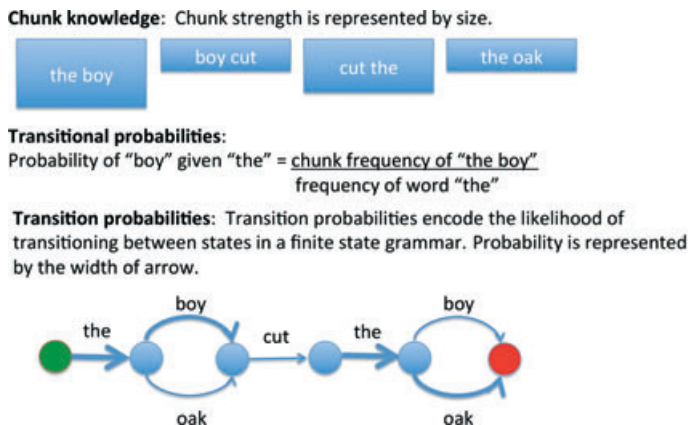 Chunk knowledge: Chunk strength is represented by size.
the boy
boy cut
cut the
the oak
Transitional probabilities:
Probability of “boy” given “the” = chunk frequency of “the boy”
frequency of word “the”
Transition probabilities: Transition probabilities encode the likelihood of
transitioning between states in a finite state grammar. Probability is represented
by the width of arrow.
the
boy
oak
cut
the
boy
oak